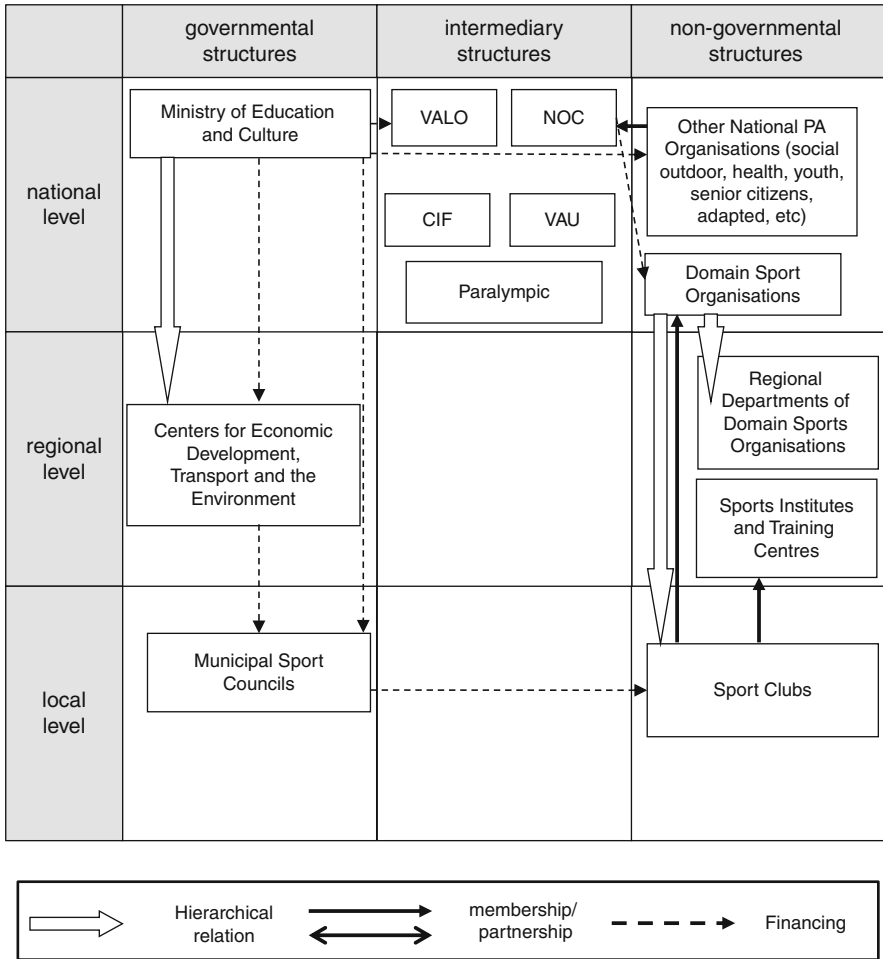 governmental
structures
intermediary
structures
non-governmental
structures
national
level
Ministry of Education
and Culture
VALO
NOC
Other National PA
Organisations (social
outdoor, health, youth,
senior citizens,
adapted, etc)
CIF
VAU
Paralympic
Domain Sport
Organisations
regional
level
Centers for Economic
Development,
Transport and the
Environment
Regional
Departments of
Domain Sports
Organisations
Sports Institutes
and Training
Centres
local
level
Municipal Sport
Councils
Sport Clubs
Hierarchical
relation
membership/
partnership
Financing